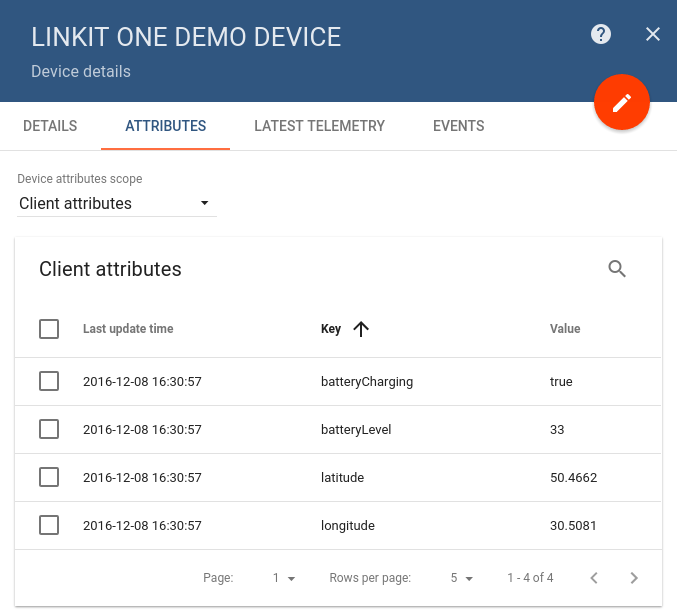 LINKIT ONE DEMO DEVICE
Device details
DETAILS ATTRIBUTES LATEST TELEMETRY EVENTS
Device attributes scope
Client attributes
Client attributes
Last update time Key Value
2016-12-08 16:30:57 batteryCharging true
2016-12-08 16:30:57 batteryLevel 33
2016-12-08 16:30:57 latitude 50.4662
2016-12-08 16:30:57 longitude 30.5081
Page: 1 Rows per page: 5 1 - 4 of 4